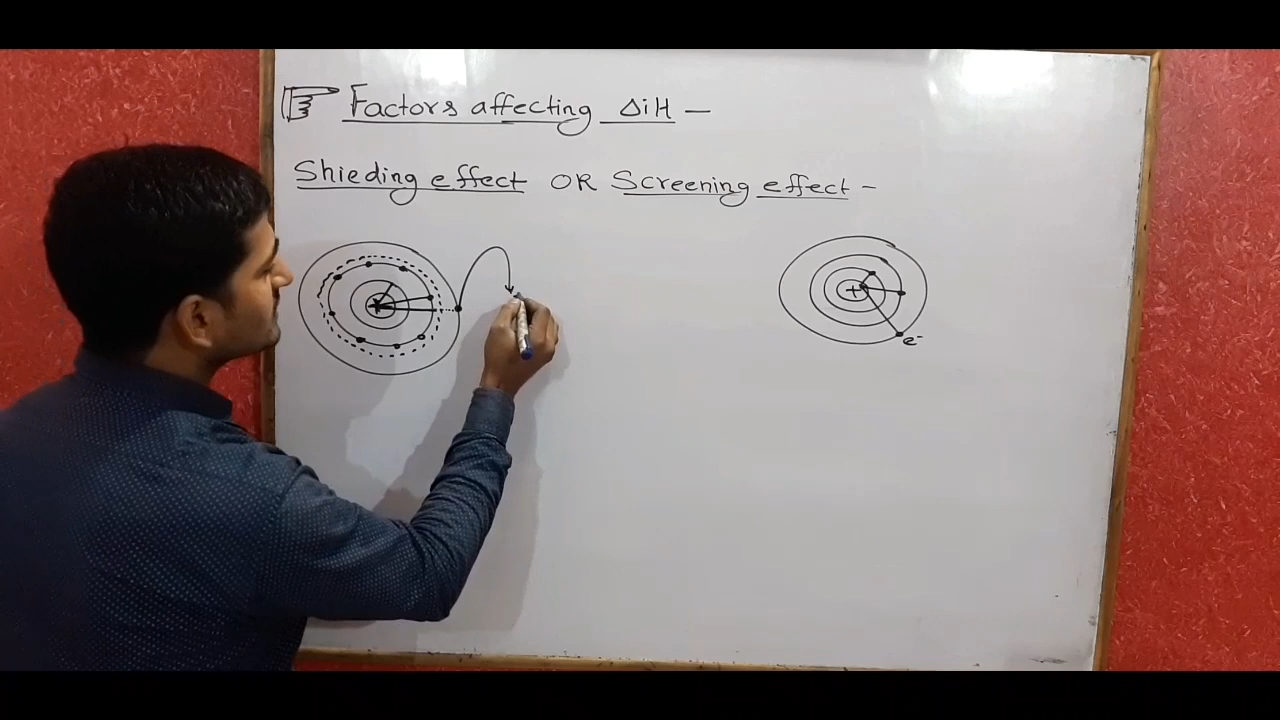 Factors affecting ΔiH –
Shieding effect OR Screening effect –
+
+
e⁻